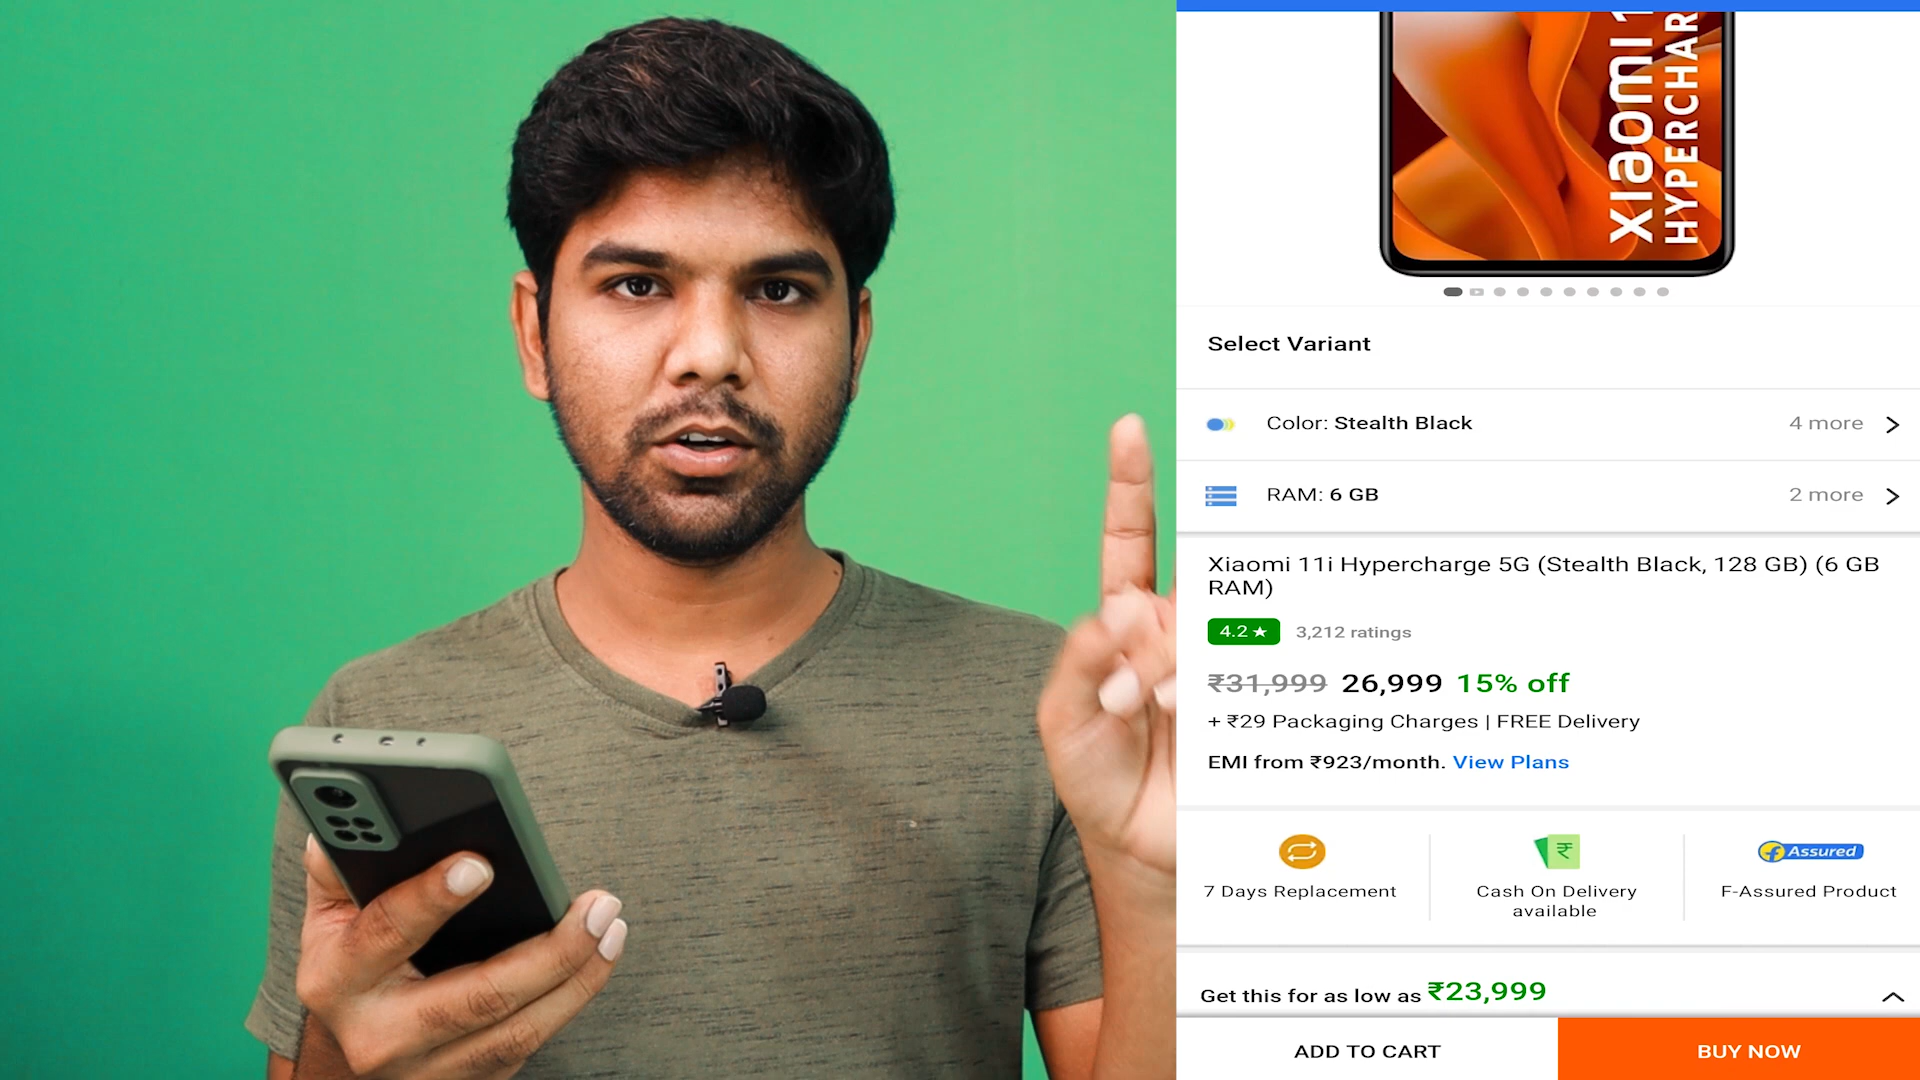 xiaomi 1
HYPERCHAR
Select Variant
Color: Stealth Black 4 more
RAM: 6 GB 2 more
Xiaomi 11i Hypercharge 5G (Stealth Black, 128 GB) (6 GB
RAM)
4.2★ 3,212 ratings
₹31,999 26,999 15% off
+ ₹29 Packaging Charges | FREE Delivery
EMI from ₹923/month. View Plans
₹
f Assured
7 Days Replacement
Cash On Delivery
available
F-Assured Product
Get this for as low as ₹23,999
ADD TO CART
BUY NOW